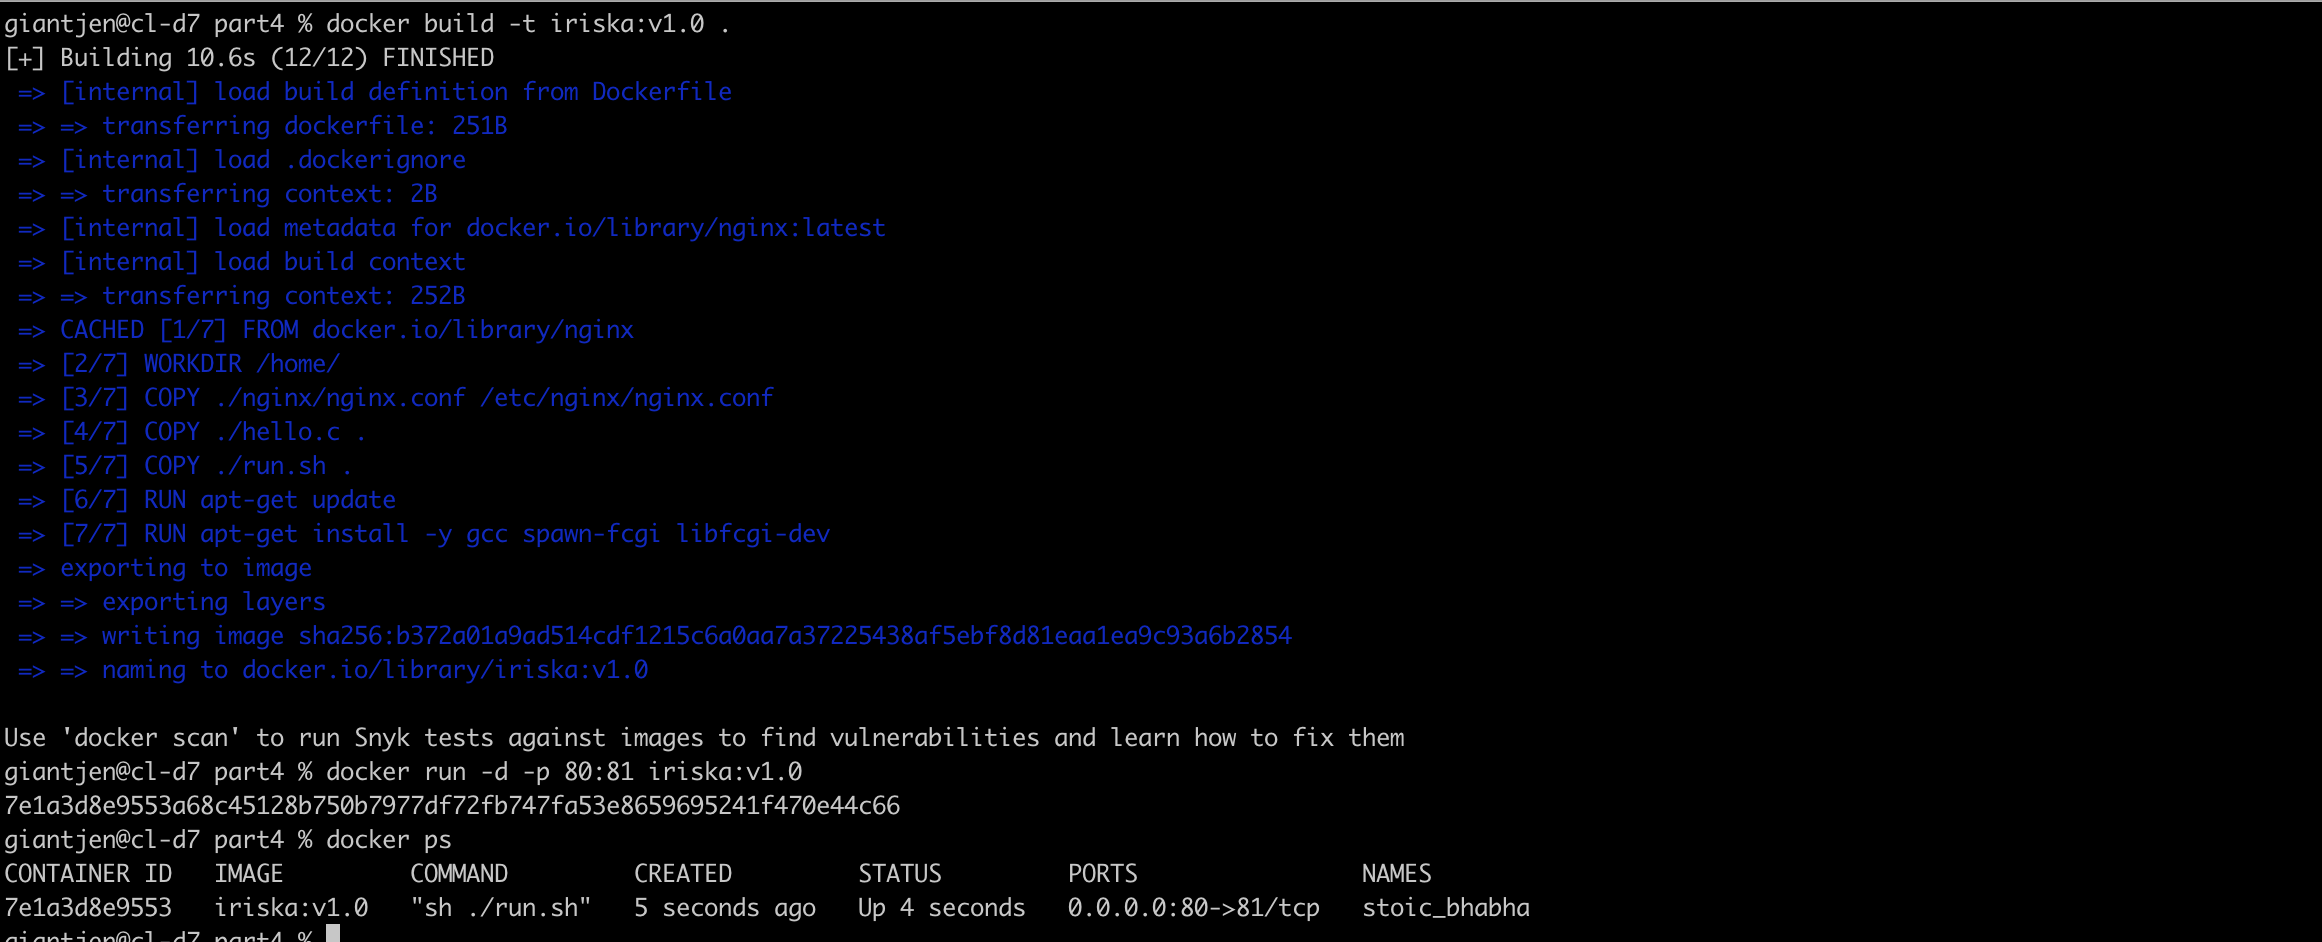 giantjen@cl-d7 part4 % docker build -t iriska:v1.0 .
[+] Building 10.6s (12/12) FINISHED
=> [internal] load build definition from Dockerfile
=> => transferring dockerfile: 251B
=> [internal] load .dockerignore
=> => transferring context: 2B
=> [internal] load metadata for docker.io/library/nginx:latest
=> [internal] load build context
=> => transferring context: 252B
=> CACHED [1/7] FROM docker.io/library/nginx
=> [2/7] WORKDIR /home/
=> [3/7] COPY ./nginx/nginx.conf /etc/nginx/nginx.conf
=> [4/7] COPY ./hello.c .
=> [5/7] COPY ./run.sh .
=> [6/7] RUN apt-get update
=> [7/7] RUN apt-get install -y gcc spawn-fcgi libfcgi-dev
=> exporting to image
=> => exporting layers
=> => writing image sha256:b372a01a9ad514cdf1215c6a0aa7a37225438af5ebf8d81eaa1ea9c93a6b2854
=> => naming to docker.io/library/iriska:v1.0
Use 'docker scan' to run Snyk tests against images to find vulnerabilities and learn how to fix them
giantjen@cl-d7 part4 % docker run -d -p 80:81 iriska:v1.0
7e1a3d8e9553a68c45128b750b7977df72fb747fa53e8659695241f470e44c66
giantjen@cl-d7 part4 % docker ps
CONTAINER ID   IMAGE         COMMAND         CREATED         STATUS         PORTS                NAMES
7e1a3d8e9553   iriska:v1.0   "sh ./run.sh"   5 seconds ago   Up 4 seconds   0.0.0.0:80->81/tcp   stoic_bhabha
giantjen@cl-d7 part4 %